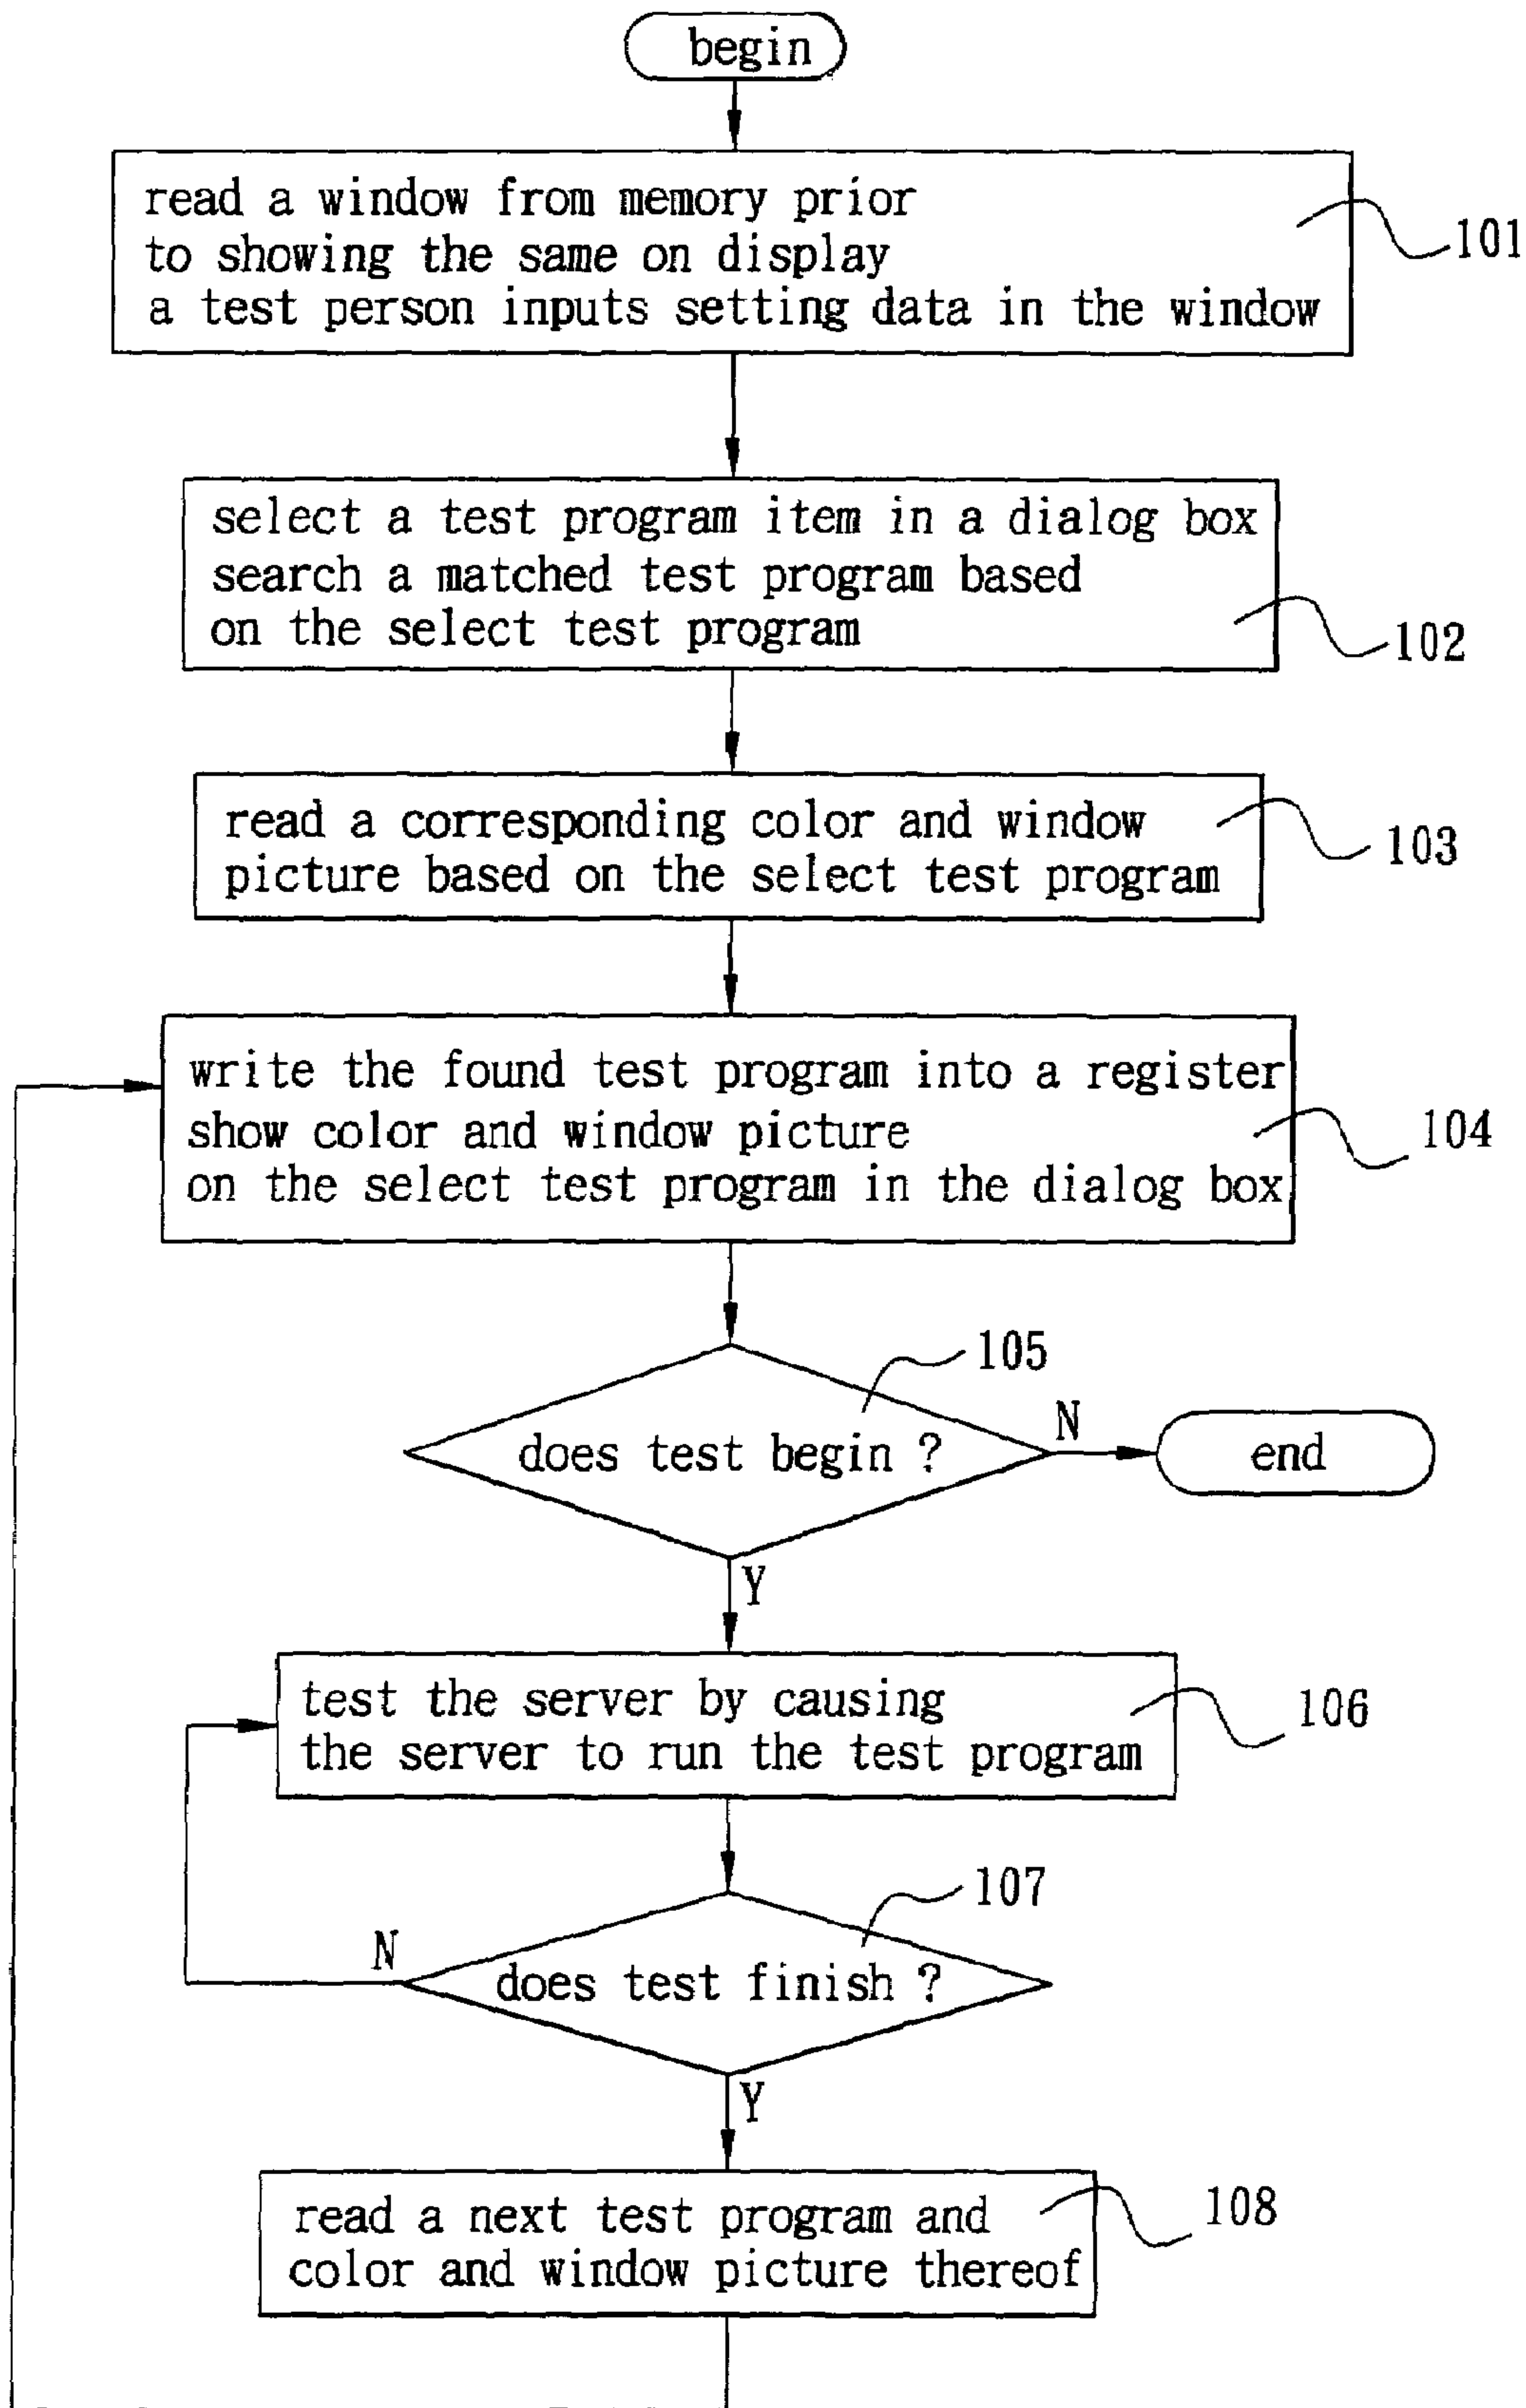 begin
read a window from memory prior
to showing the same on display
a test person inputs setting data in the window
101
select a test program item in a dialog box
search a matched test program based
on the select test program
102
read a corresponding color and window
picture based on the select test program
103
write the found test program into a register
show color and window picture
on the select test program in the dialog box
104
105
does test begin ?
N
end
Y
test the server by causing
the server to run the test program
106
107
N
does test finish ?
Y
read a next test program and
color and window picture thereof
108